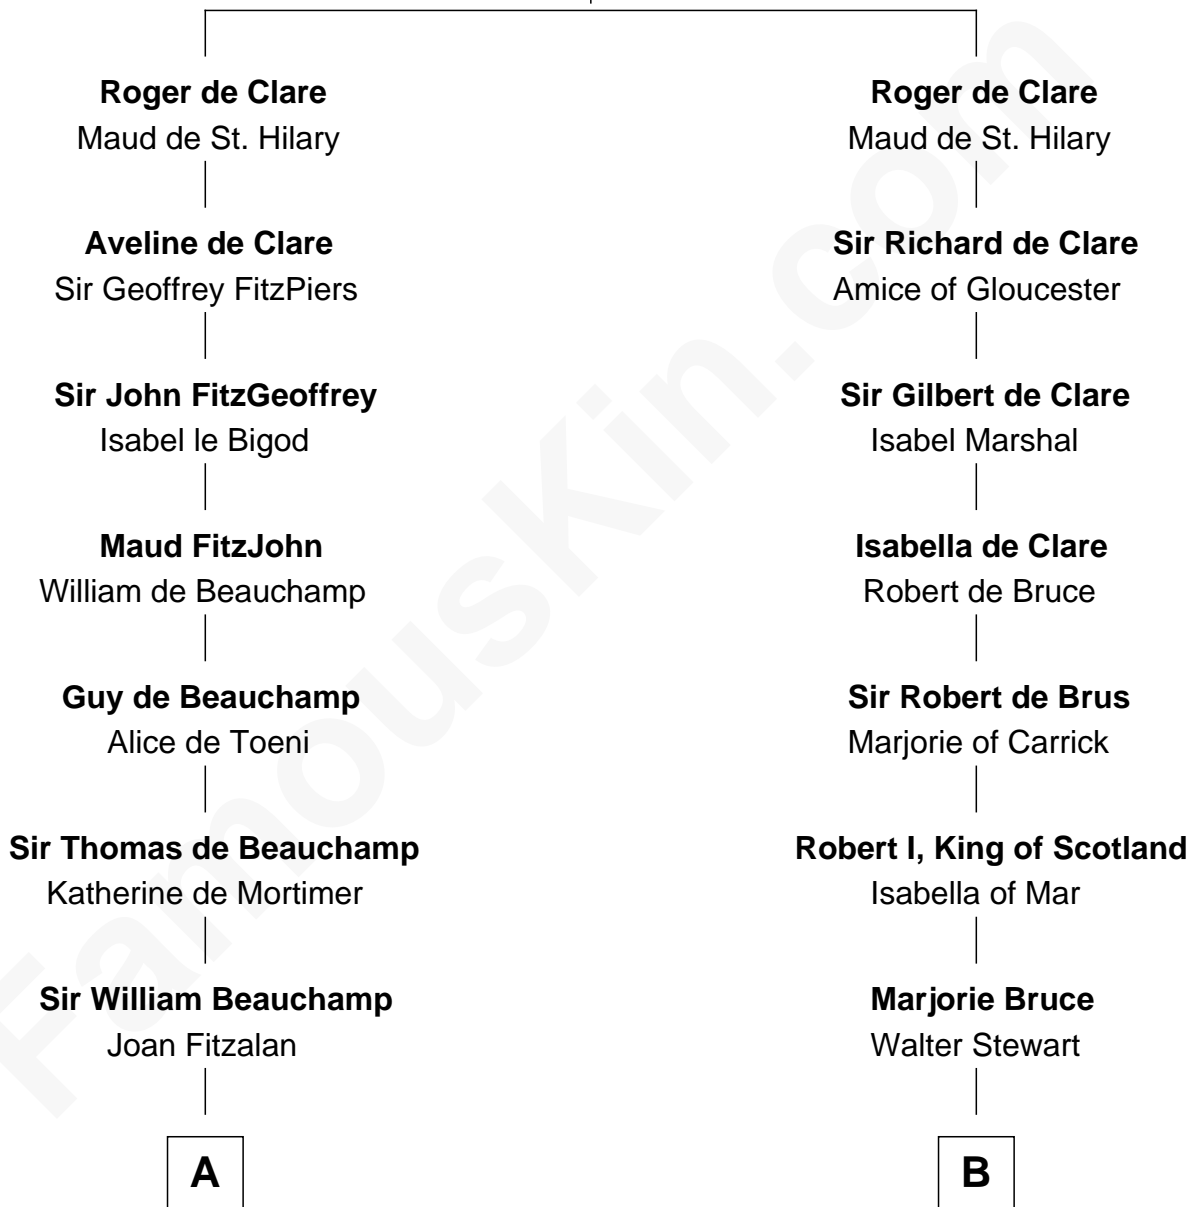 Roger de Clare
Maud de St. Hilary
Aveline de Clare
Sir Geoffrey FitzPiers
Sir John FitzGeoffrey
Isabel le Bigod
Maud FitzJohn
William de Beauchamp
Guy de Beauchamp
Alice de Toeni
Sir Thomas de Beauchamp
Katherine de Mortimer
Sir William Beauchamp
Joan Fitzalan
A
Roger de Clare
Maud de St. Hilary
Sir Richard de Clare
Amice of Gloucester
Sir Gilbert de Clare
Isabel Marshal
Isabella de Clare
Robert de Bruce
Sir Robert de Brus
Marjorie of Carrick
Robert I, King of Scotland
Isabella of Mar
Marjorie Bruce
Walter Stewart
B
FamousKin.com